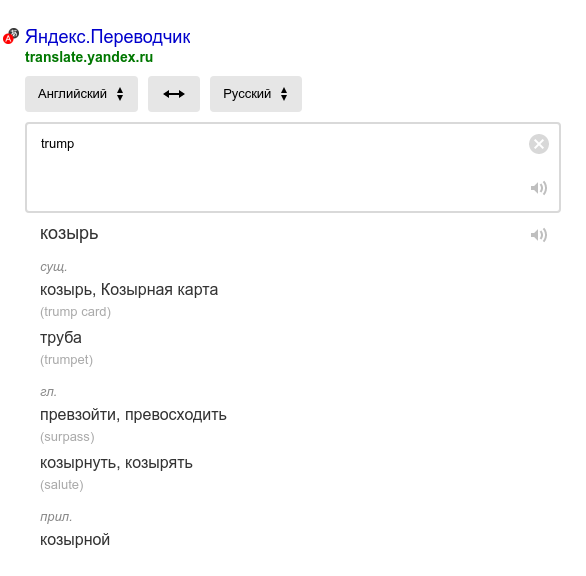 Яндекс.Переводчик
translate.yandex.ru
Английский Русский
trump
козырь
сущ.
козырь, Козырная карта
(trump card)
труба
(trumpet)
гл.
превзойти, превосходить
(surpass)
козырнуть, козырять
(salute)
прил.
козырной